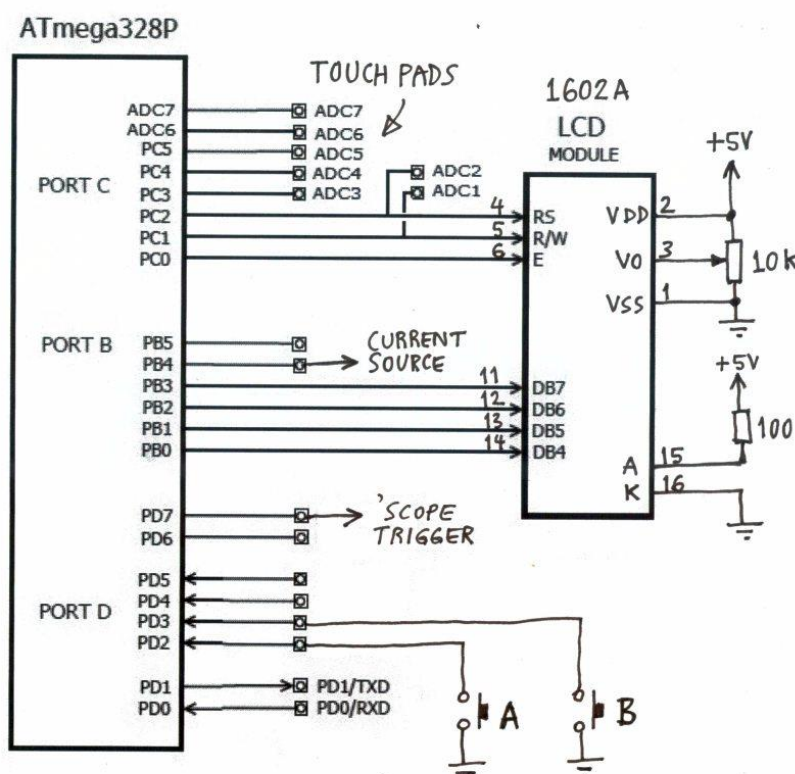 ATmega328P
TOUCH PADS
1602A
LCD
MODULE
+5V
PORT C
ADC7
ADC6
PC5
PC4
PC3
PC2
PC1
PC0
ADC7
ADC6
ADC5
ADC4
ADC3
ADC2
ADC1
4
5
6
RS
R/W
E
VDD 2
VO 3
VSS 1
10k
PORT B
PB5
PB4
PB3
PB2
PB1
PB0
CURRENT
SOURCE
11
12
13
14
DB7
DB6
DB5
DB4
+5V
100
A 15
K 16
PORT D
PD7
PD6
PD5
PD4
PD3
PD2
PD1
PD0
'SCOPE
TRIGGER
PD1/TXD
PD0/RXD
A
B